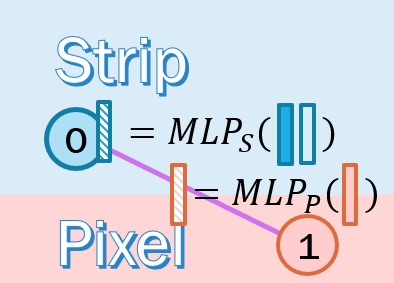 Strip
0 = MLP_S( )
= MLP_P( )
Pixel
1